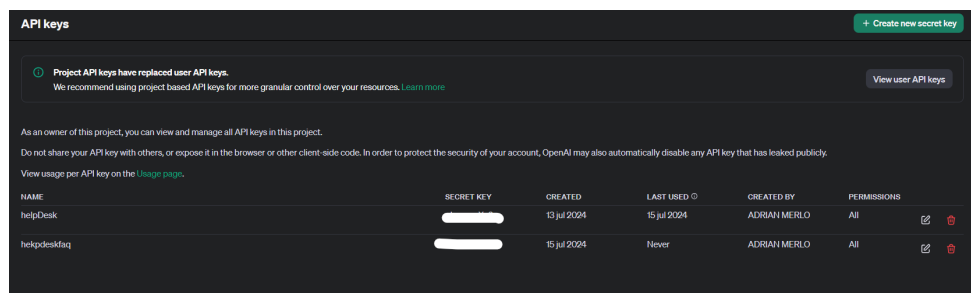 API keys
+ Create new secret key
Project API keys have replaced user API keys.
We recommend using project based API keys for more granular control over your resources. Learn more
View user API keys
As an owner of this project, you can view and manage all API keys in this project.
Do not share your API key with others, or expose it in the browser or other client-side code. In order to protect the security of your account, OpenAI may also automatically disable any API key that has leaked publicly.
View usage per API key on the Usage page.
NAME SECRET KEY CREATED LAST USED CREATED BY PERMISSIONS
helpDesk 13 jul 2024 15 jul 2024 ADRIAN MERLO All
hekpdeskfaq 15 jul 2024 Never ADRIAN MERLO All